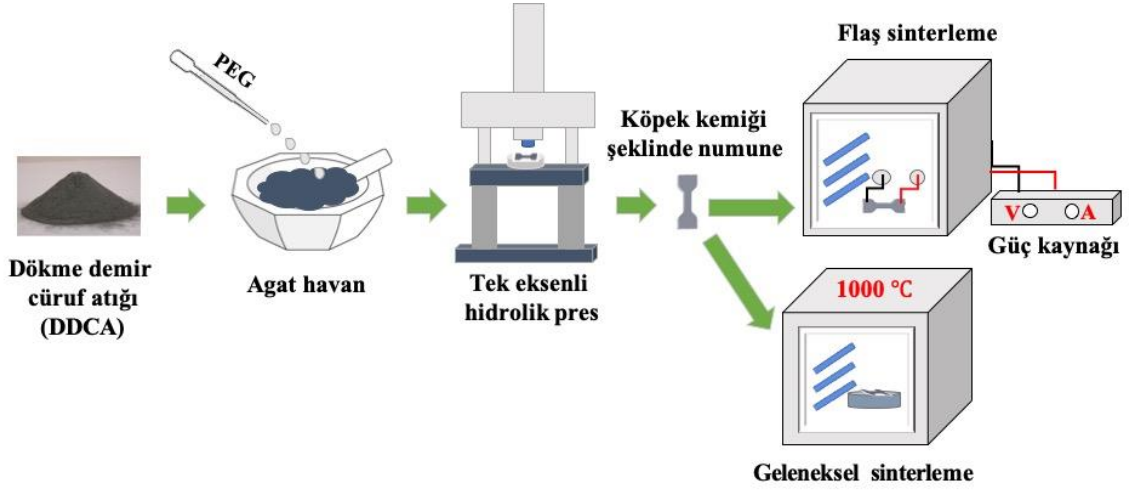 PEG
Dökme demir
cüruf atığı
(DDCA)
Agat havan
Tek eksenli
hidrolik pres
Köpek kemiği
şeklinde numune
Flaş sinterleme
V A
Güç kaynağı
1000 °C
Geleneksel sinterleme